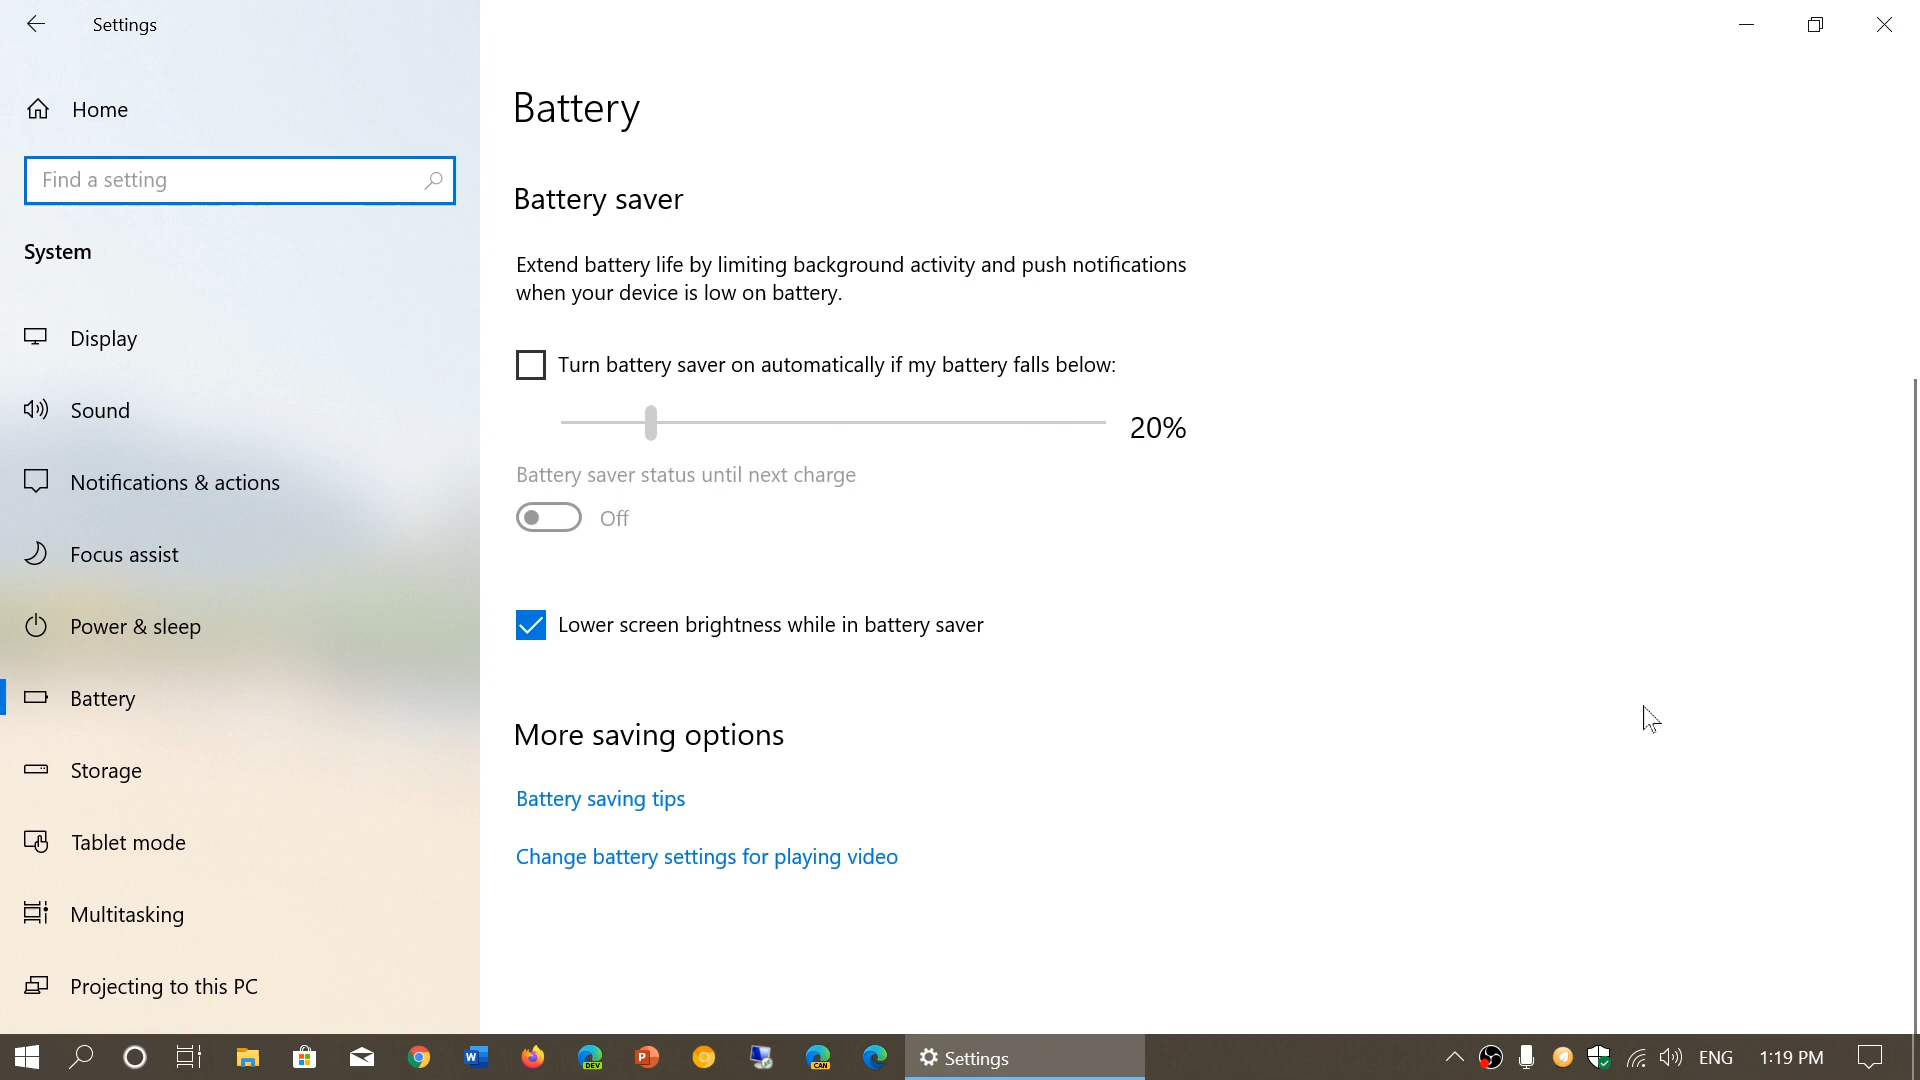 Settings
Home
Find a setting
System
Display
Sound
Notifications & actions
Focus assist
Power & sleep
Battery
Storage
Tablet mode
Multitasking
Projecting to this PC
Battery
Battery saver
Extend battery life by limiting background activity and push notifications
when your device is low on battery.
Turn battery saver on automatically if my battery falls below:
20%
Battery saver status until next charge
Off
Lower screen brightness while in battery saver
More saving options
Battery saving tips
Change battery settings for playing video
W
DEV
P
CAN
Settings
ENG
1:19 PM